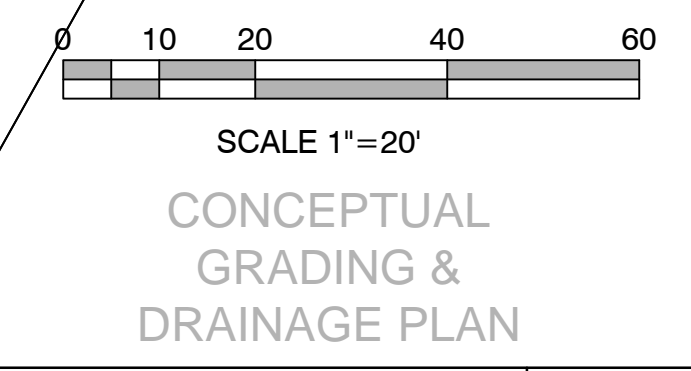 0 10 20 40 60
SCALE 1"=20'
CONCEPTUAL
GRADING &
DRAINAGE PLAN